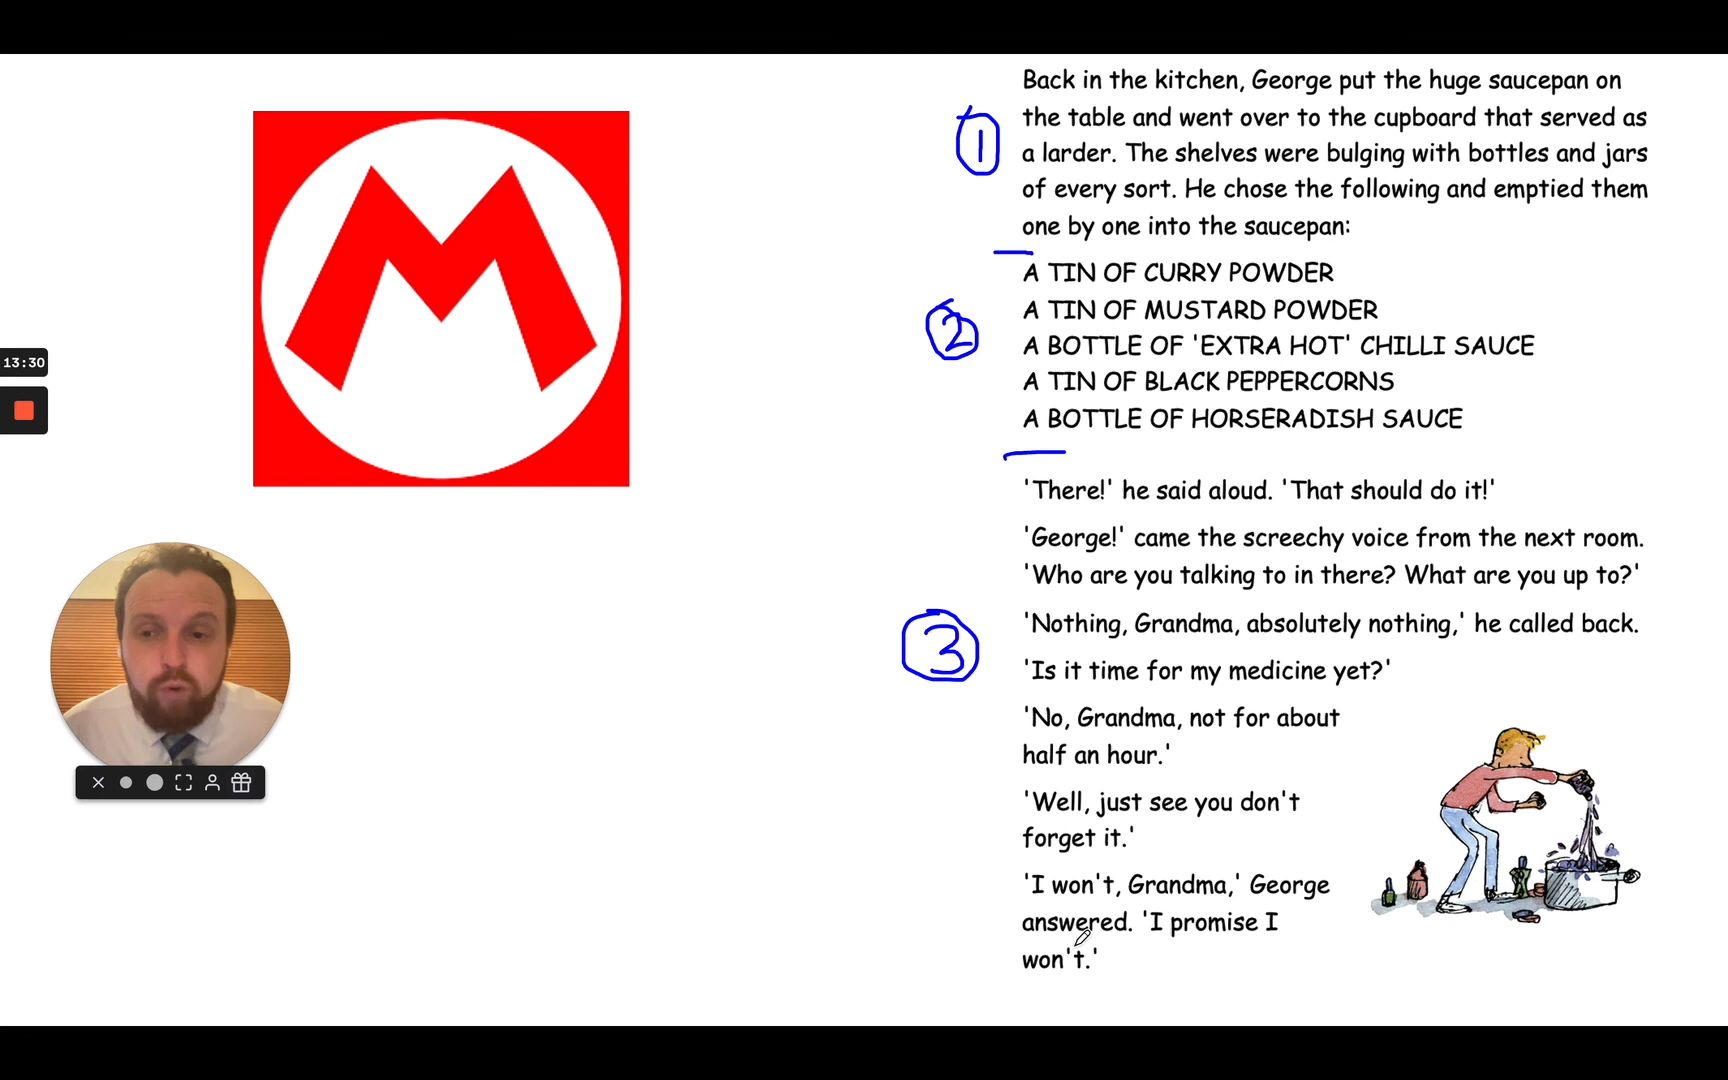 M
13:30
Back in the kitchen, George put the huge saucepan on
the table and went over to the cupboard that served as
a larder. The shelves were bulging with bottles and jars
of every sort. He chose the following and emptied them
one by one into the saucepan:
1
A TIN OF CURRY POWDER
A TIN OF MUSTARD POWDER
A BOTTLE OF 'EXTRA HOT' CHILLI SAUCE
A TIN OF BLACK PEPPERCORNS
A BOTTLE OF HORSERADISH SAUCE
2
'There!' he said aloud. 'That should do it!'
'George!' came the screechy voice from the next room.
'Who are you talking to in there? What are you up to?'
'Nothing, Grandma, absolutely nothing,' he called back.
3
'Is it time for my medicine yet?'
'No, Grandma, not for about
half an hour.'
'Well, just see you don't
forget it.'
'I won't, Grandma,' George
answered. 'I promise I
won't.'